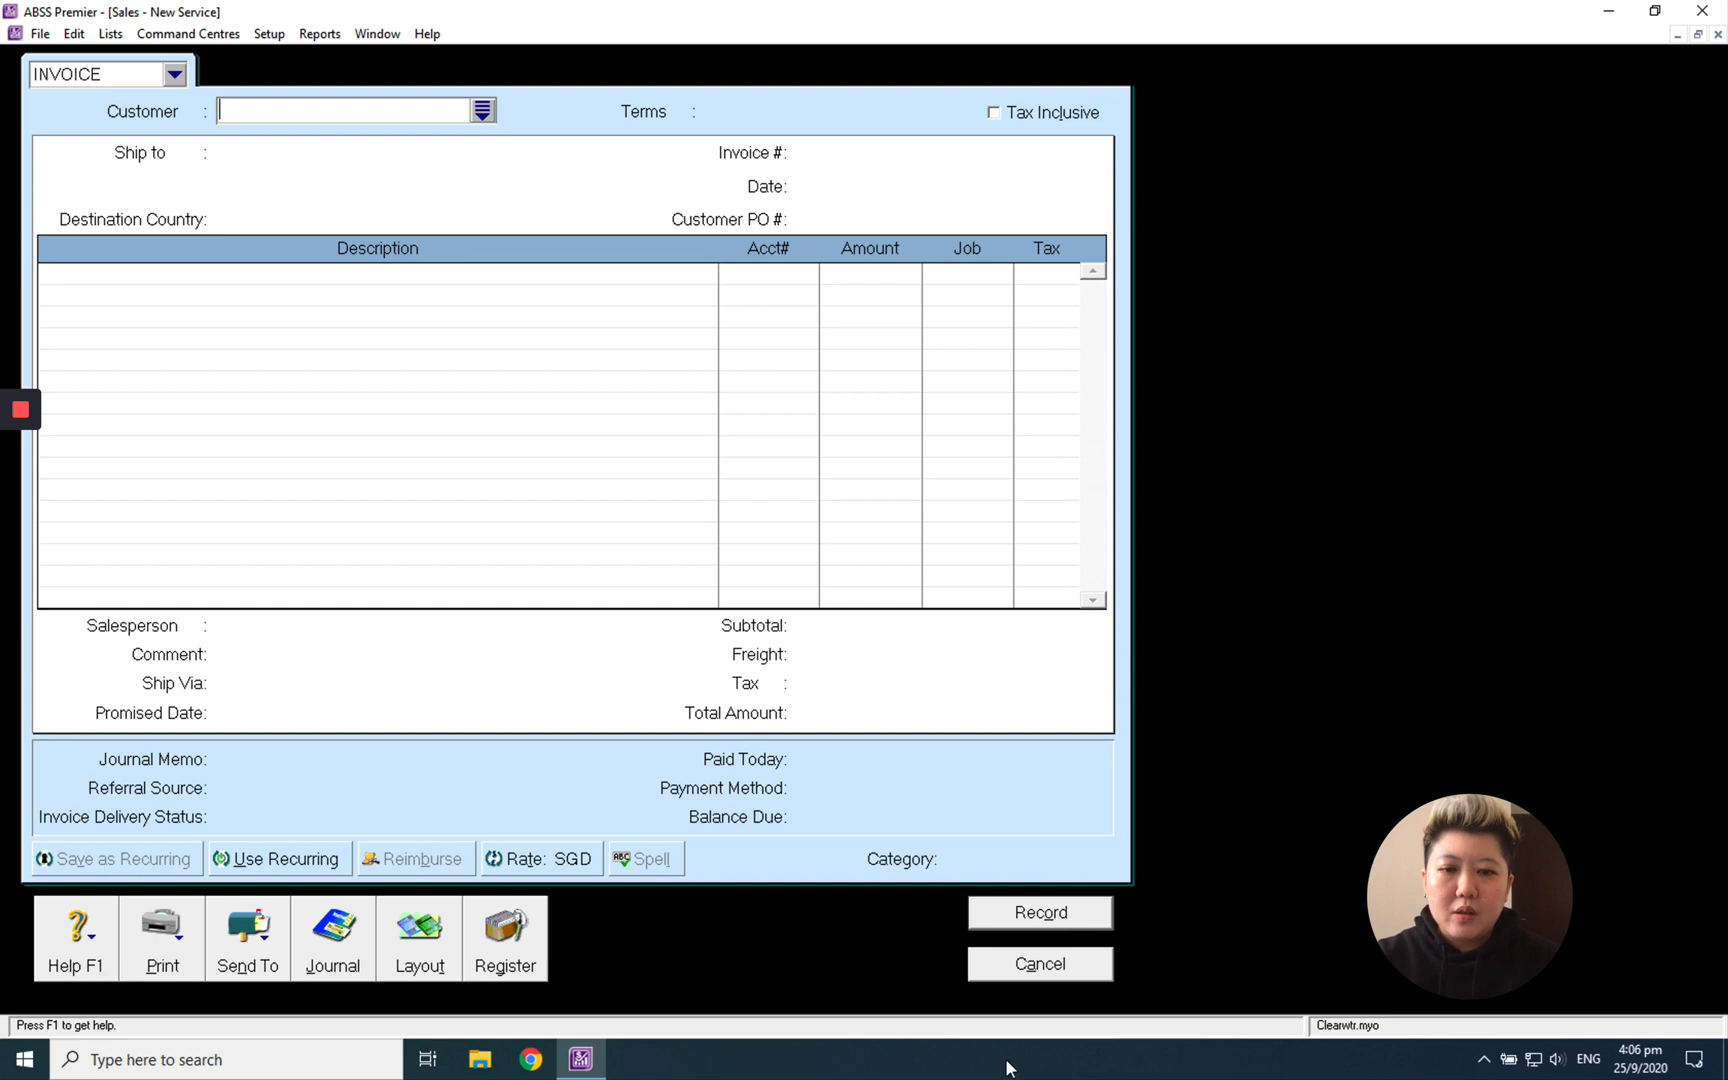 ABSS Premier - [Sales - New Service]
File Edit Lists Command Centres Setup Reports Window Help
INVOICE
Customer :
Terms :
Tax Inclusive
Ship to :
Invoice #:
Date:
Destination Country:
Customer PO #:
Description Acct# Amount Job Tax
Salesperson :
Subtotal:
Comment:
Freight:
Ship Via:
Tax :
Promised Date:
Total Amount:
Journal Memo:
Paid Today:
Referral Source:
Payment Method:
Invoice Delivery Status:
Balance Due:
Save as Recurring
Use Recurring
Reimburse
Rate: SGD
ABC Spell
Category:
Help F1
Print
Send To
Journal
Layout
Register
Record
Cancel
Press F1 to get help.
Clearwtr.myo
Type here to search
ENG
4:06 pm
25/9/2020